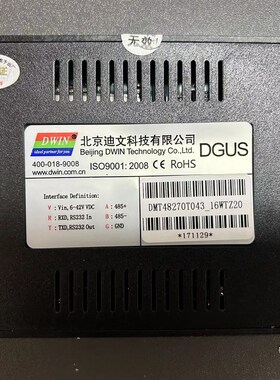 无效
DWIN
ideal partner for you!
400-018-9008
www.dwin.com.cn
北京迪文科技有限公司
Beijing DWIN Technology Co.,Ltd.
ISO9001: 2008 CE RoHS
DGUS
Interface Definition:
V : Vin, 6-42V VDC A : 485+
R : RXD, RS232 In B : 485-
T : TXD, RS232 Out G : GND
DMT48270T043_16WTZ20
*171129*